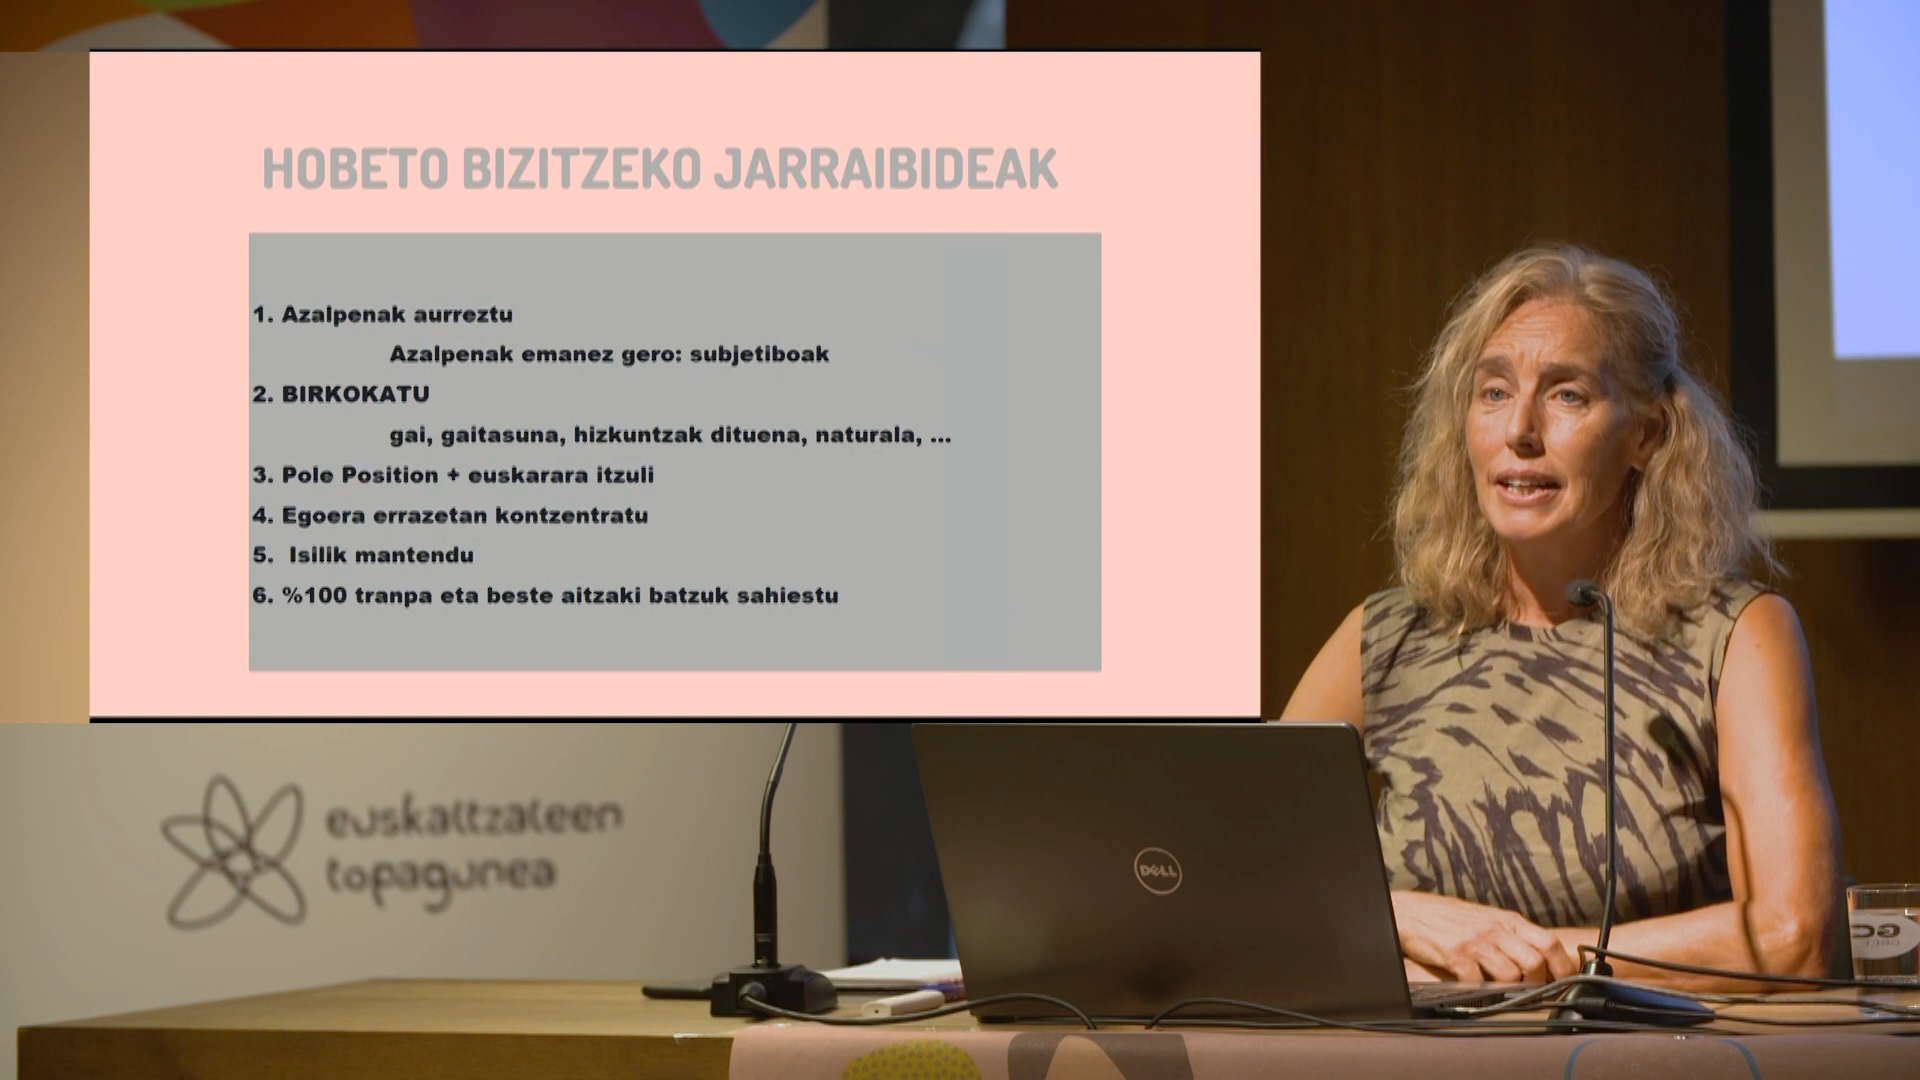 HOBETO BIZITZEKO JARRAIBIDEAK
1. Azalpenak aurreztu
Azalpenak emanez gero: subjetiboak
2. BIRKOKATU
gai, gaitasuna, hizkuntzak dituena, naturala, ...
3. Pole Position + euskarara itzuli
4. Egoera errazetan kontzentratu
5. Isilik mantendu
6. %100 tranpa eta beste aitzaki batzuk sahiestu
euskaltzaleen
topagunea
DELL